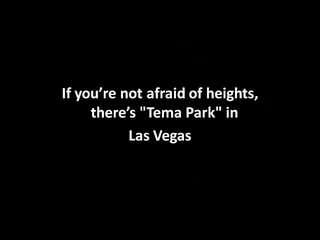 If you’re not afraid of heights,
there’s "Tema Park" in
Las Vegas